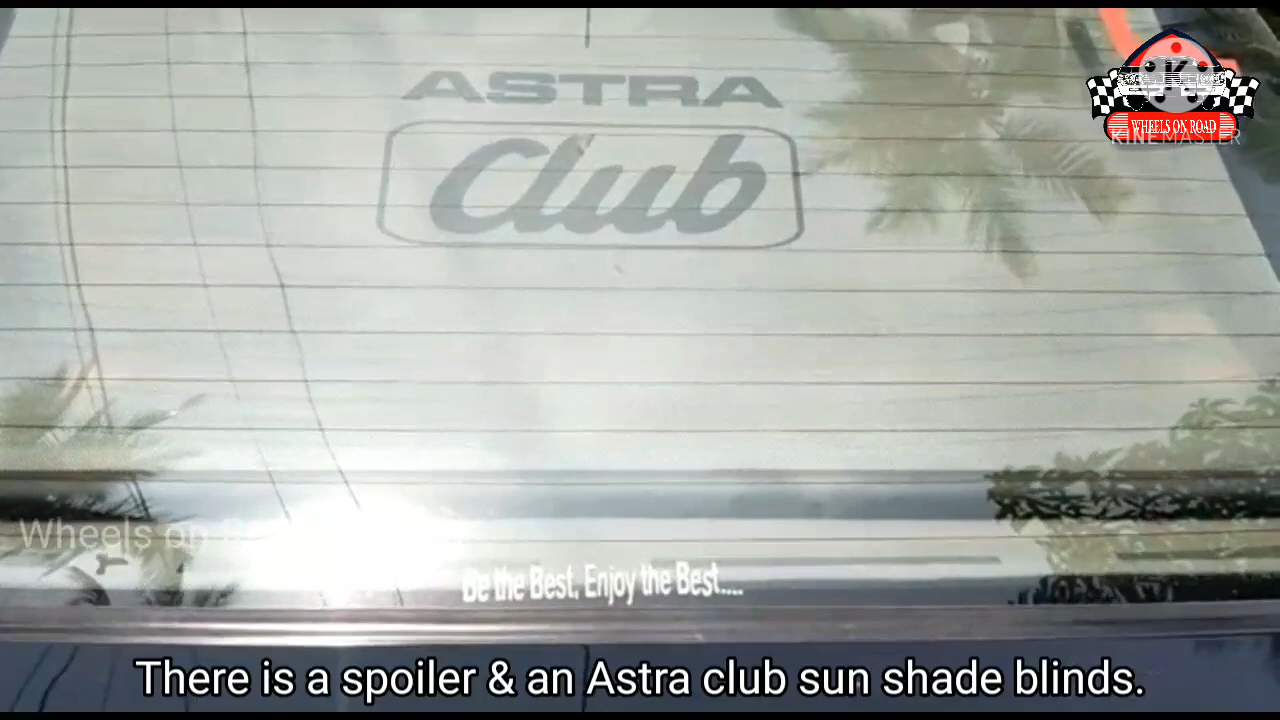 ASTRA
Club
K
WHEELS ON ROAD
KINEMASTER
Wheels on
Be the Best, Enjoy the Best....
There is a spoiler & an Astra club sun shade blinds.